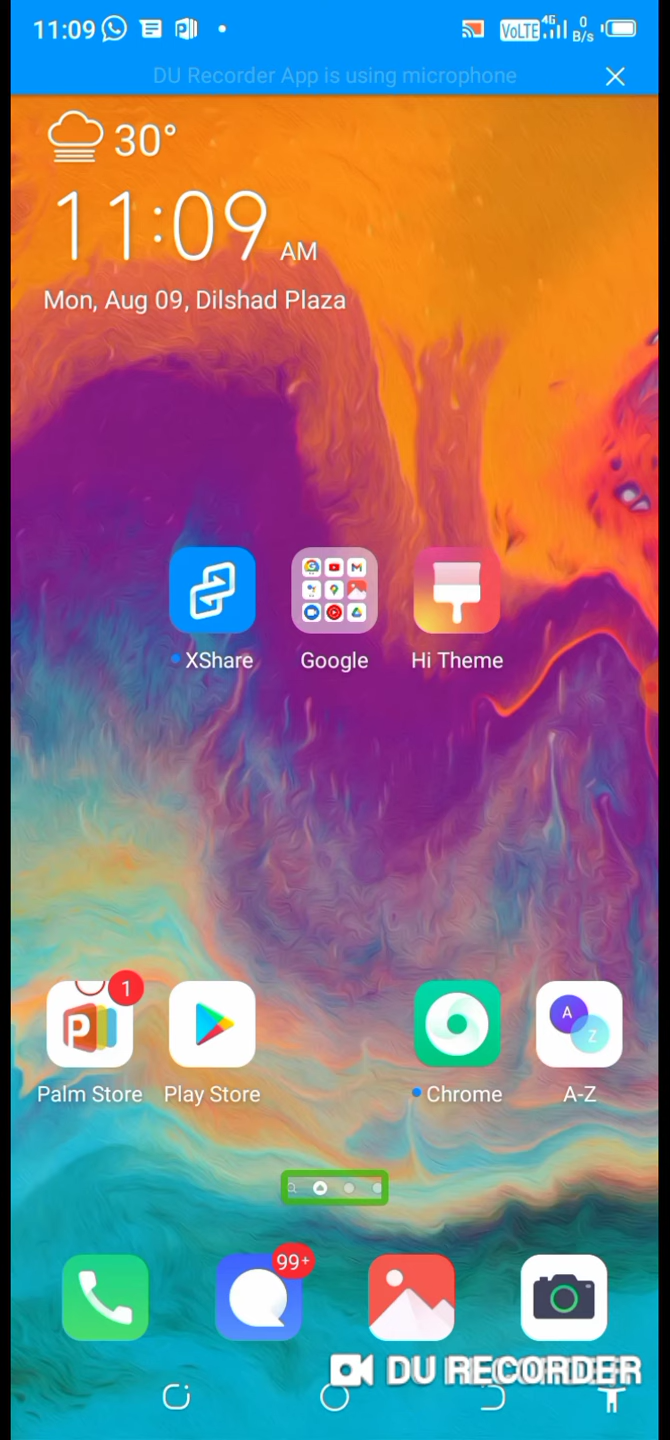 11:09 VoLTE 4G 0 B/s
DU Recorder App is using microphone
30°
11:09 AM
Mon, Aug 09, Dilshad Plaza
XShare Google Hi Theme
1
P
A
Z
Palm Store Play Store Chrome A-Z
99+
DU RECORDER